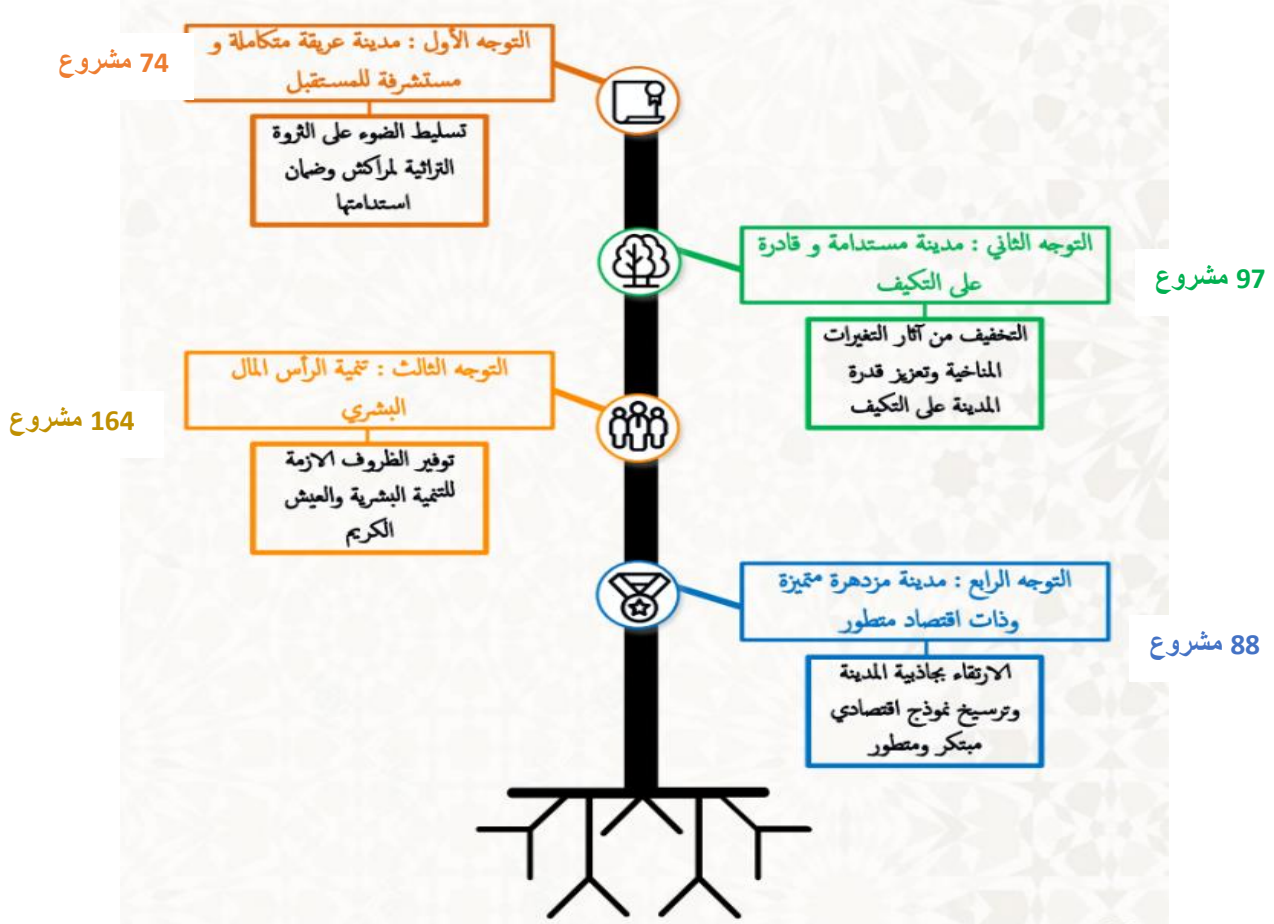 التوجه الأول : مدينة عريقة متكاملة و
مستشرفة للمستقبل
74 مشروع
تسليط الضوء على الثروة
التراثية لمراكش وضمان
استدامتها
التوجه الثاني : مدينة مستدامة و قادرة
على التكيف
97 مشروع
التخفيف من آثار التغيرات
المناخية وتعزيز قدرة
المدينة على التكيف
التوجه الثالث : تنمية الرأس المال
البشري
164 مشروع
توفير الظروف الازمة
للتنمية البشرية والعيش
الكريم
التوجه الرابع : مدينة مزدهرة متميزة
وذات اقتصاد متطور
88 مشروع
الارتقاء بجاذبية المدينة
وترسيخ نموذج اقتصادي
مبتكر ومتطور